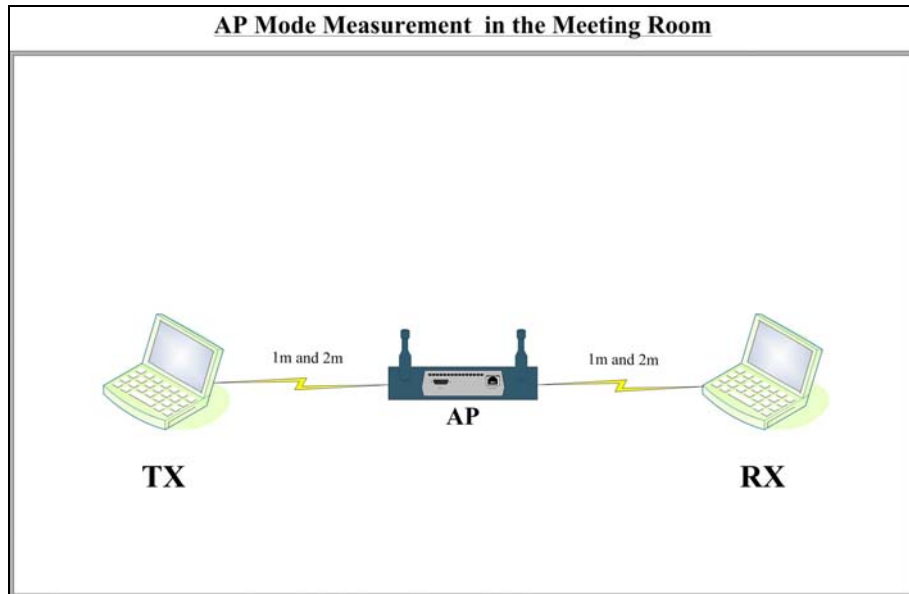 AP Mode Measurement in the Meeting Room
1m and 2m
1m and 2m
AP
TX
RX